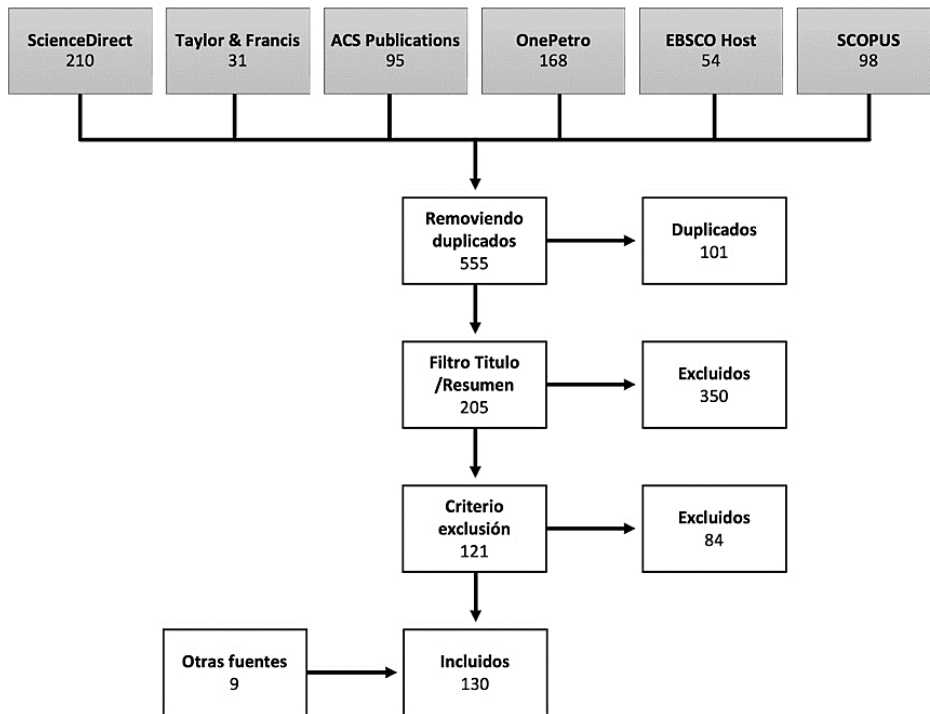 ScienceDirect
210
Taylor & Francis
31
ACS Publications
95
OnePetro
168
EBSCO Host
54
SCOPUS
98
Removiendo
duplicados
555
Duplicados
101
Filtro Titulo
/Resumen
205
Excluidos
350
Criterio
exclusión
121
Excluidos
84
Otras fuentes
9
Incluidos
130